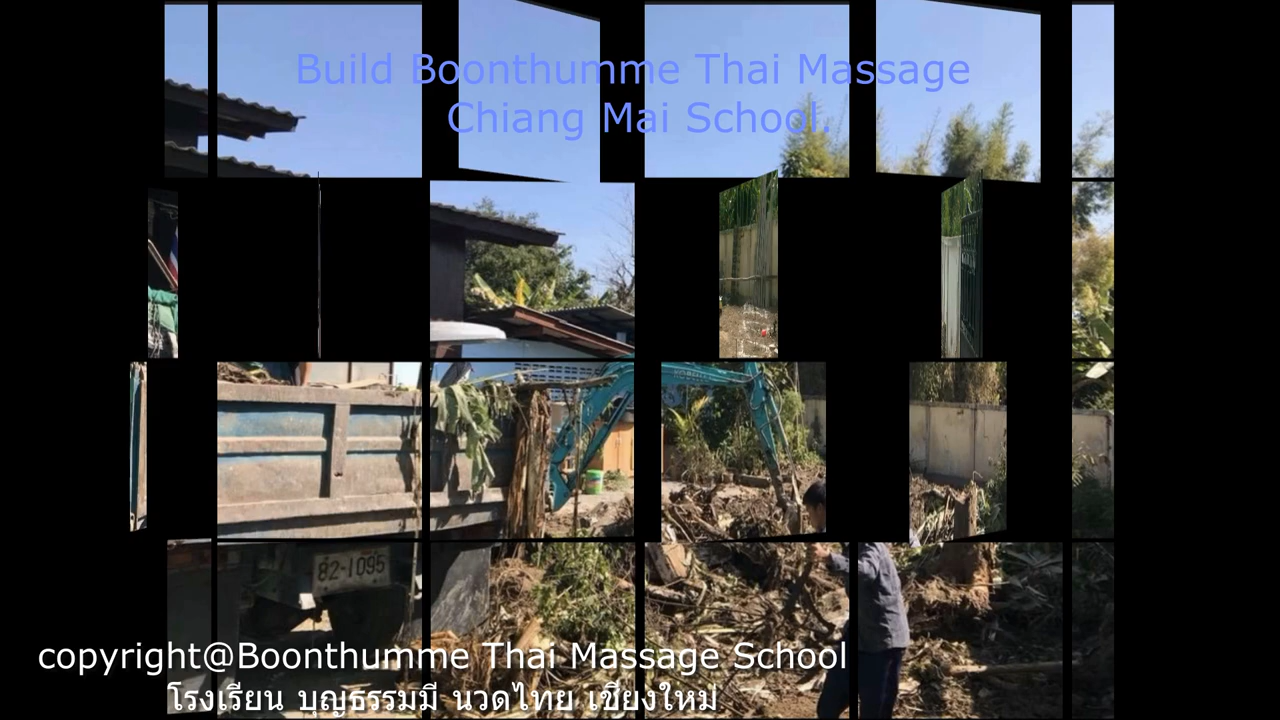 Build Boonthumme Thai Massage
Chiang Mai School.
82-1095
copyright@Boonthumme Thai Massage School
โรงเรียน บุญธรรมมี นวดไทย เชียงใหม่